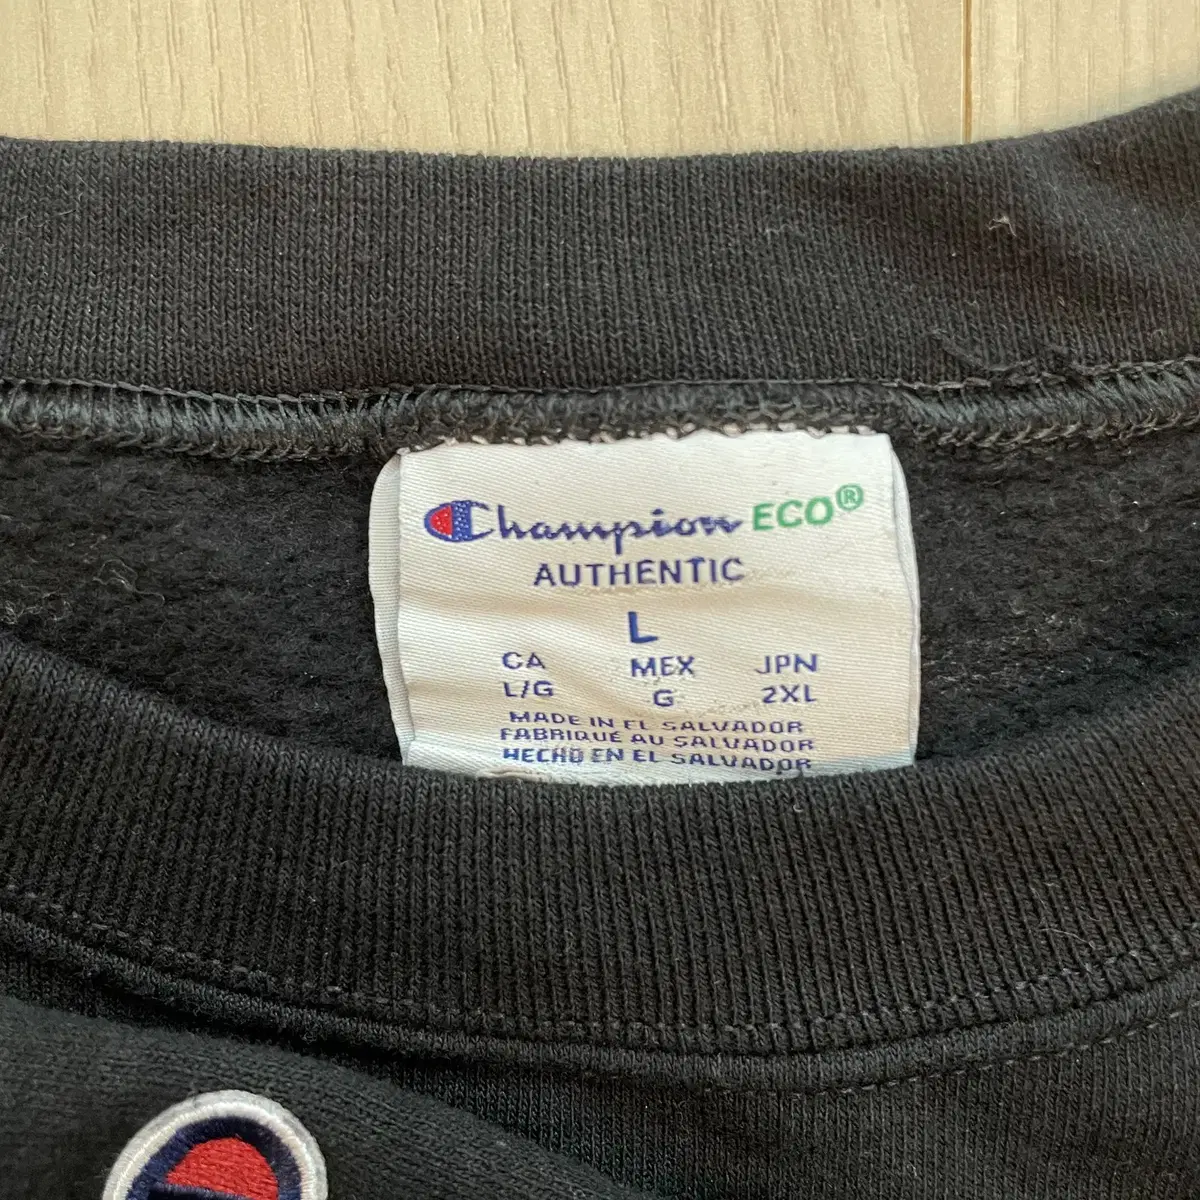 Champion ECO®
AUTHENTIC
L
CA MEX JPN
L/G G 2XL
MADE IN EL SALVADOR
FABRIQUÉ AU SALVADOR
HECHO EN EL SALVADOR